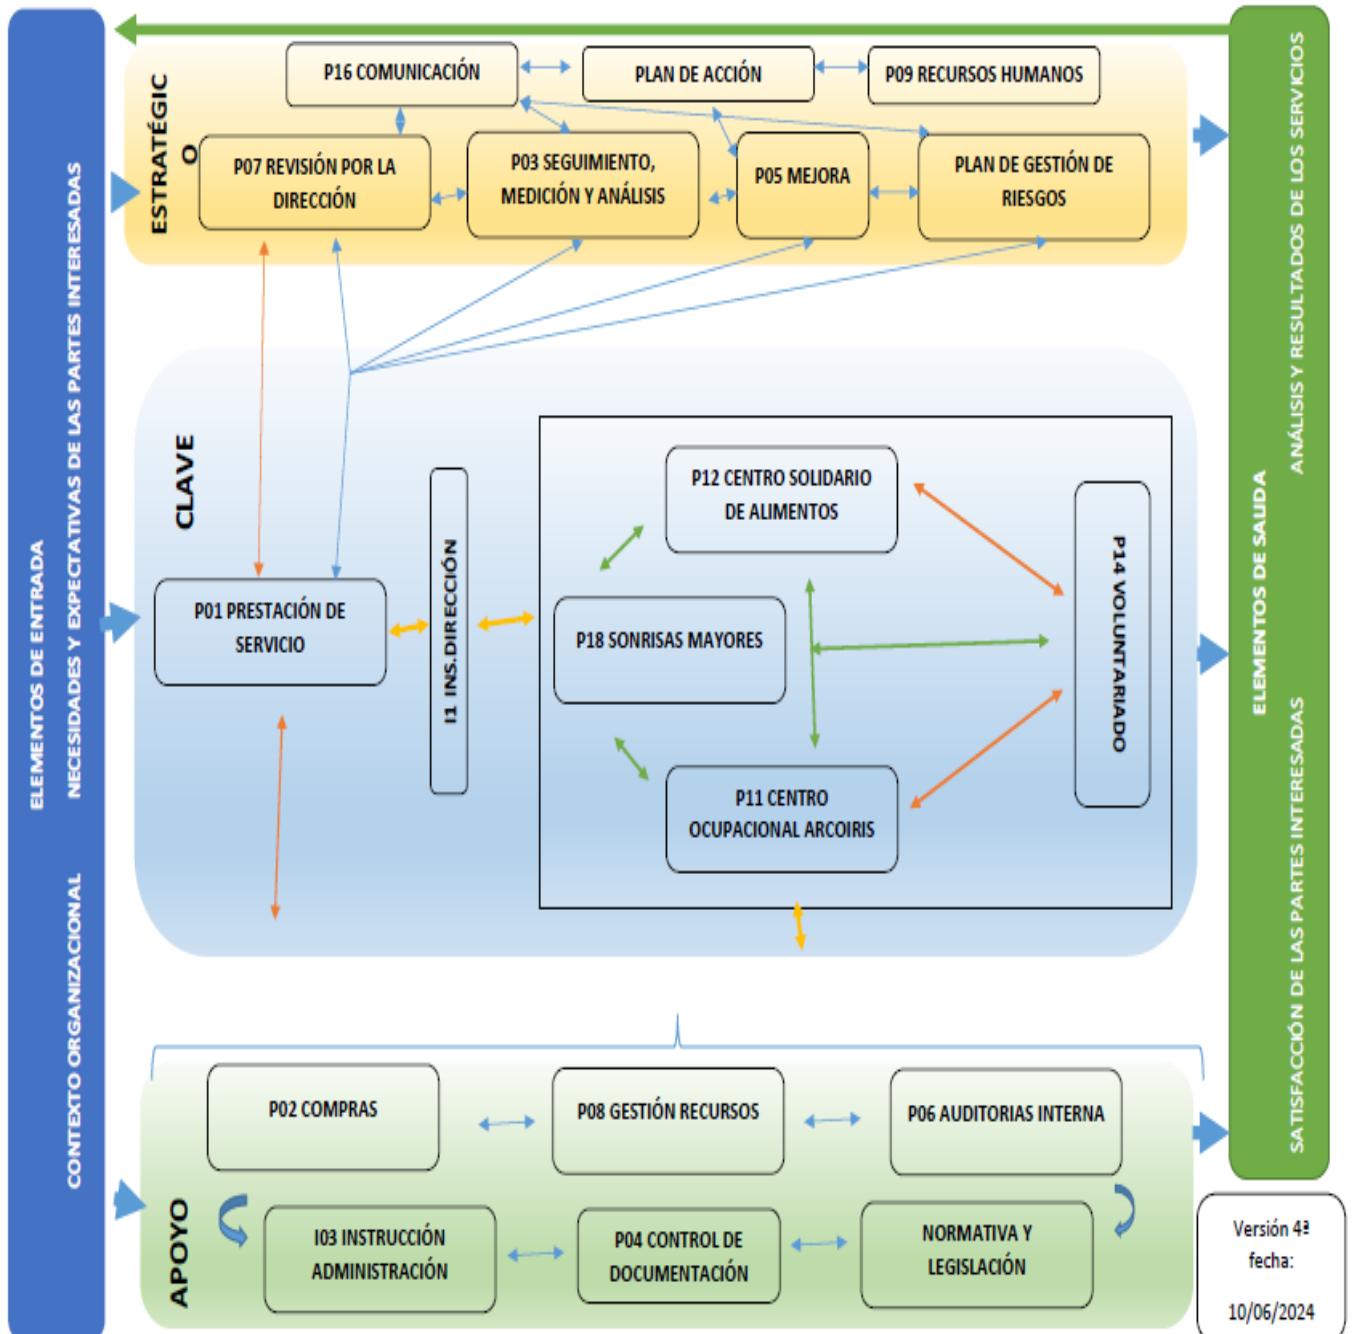 ELEMENTOS DE ENTRADA
CONTEXTO ORGANIZACIONAL
NECESIDADES Y EXPECTATIVAS DE LAS PARTES INTERESADAS
ESTRATÉGIC
O
P16 COMUNICACIÓN
PLAN DE ACCIÓN
P09 RECURSOS HUMANOS
P07 REVISIÓN POR LA
DIRECCIÓN
P03 SEGUIMIENTO,
MEDICIÓN Y ANÁLISIS
P05 MEJORA
PLAN DE GESTIÓN DE
RIESGOS
CLAVE
P01 PRESTACIÓN DE
SERVICIO
I1 INS.DIRECCIÓN
P12 CENTRO SOLIDARIO
DE ALIMENTOS
P18 SONRISAS MAYORES
P11 CENTRO
OCUPACIONAL ARCOIRIS
P14 VOLUNTARIADO
APOYO
P02 COMPRAS
P08 GESTIÓN RECURSOS
P06 AUDITORIAS INTERNA
I03 INSTRUCCIÓN
ADMINISTRACIÓN
P04 CONTROL DE
DOCUMENTACIÓN
NORMATIVA Y
LEGISLACIÓN
ELEMENTOS DE SAUDA
SATISFACCIÓN DE LAS PARTES INTERESADAS
ANÁLISIS Y RESULTADOS DE LOS SERVICIOS
Versión 4ª
fecha:
10/06/2024